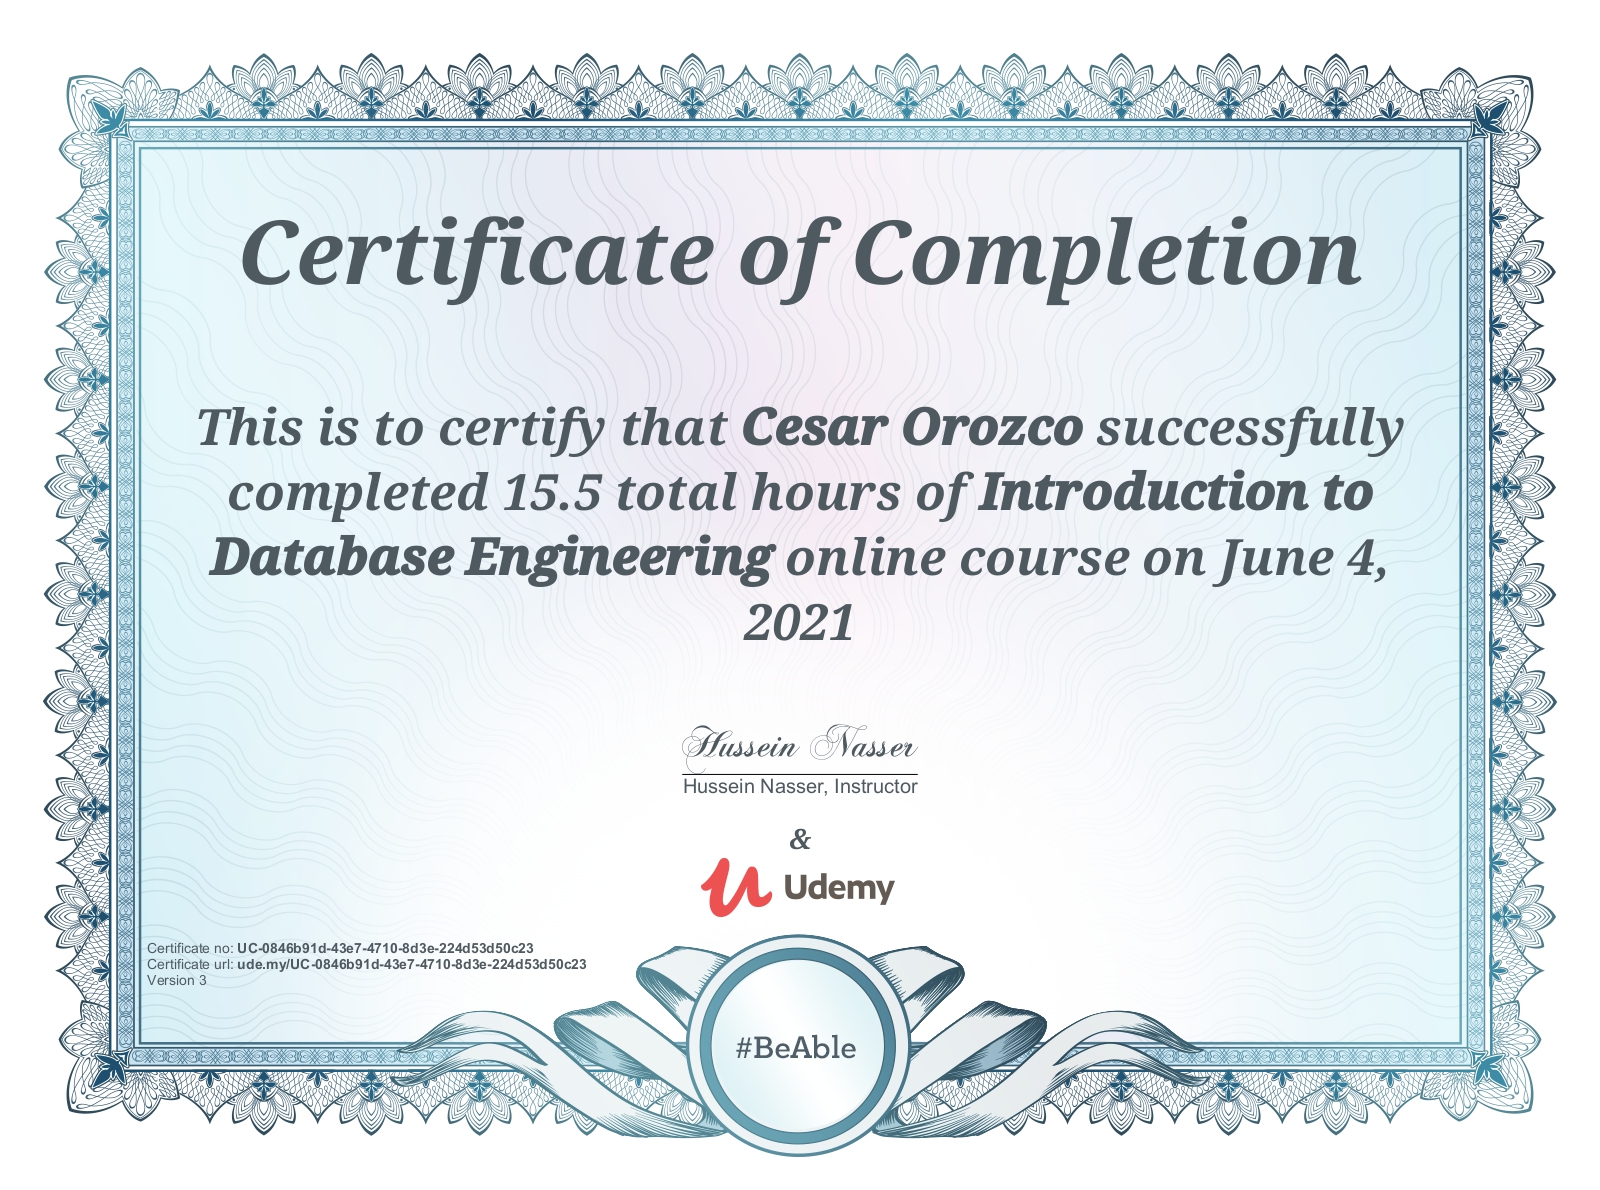 Certificate of Completion
This is to certify that Cesar Orozco successfully
completed 15.5 total hours of Introduction to
Database Engineering online course on June 4,
2021
Hussein Nasser
Hussein Nasser, Instructor
&
Udemy
Certificate no: UC-0846b91d-43e7-4710-8d3e-224d53d50c23
Certificate url: ude.my/UC-0846b91d-43e7-4710-8d3e-224d53d50c23
Version 3
#BeAble